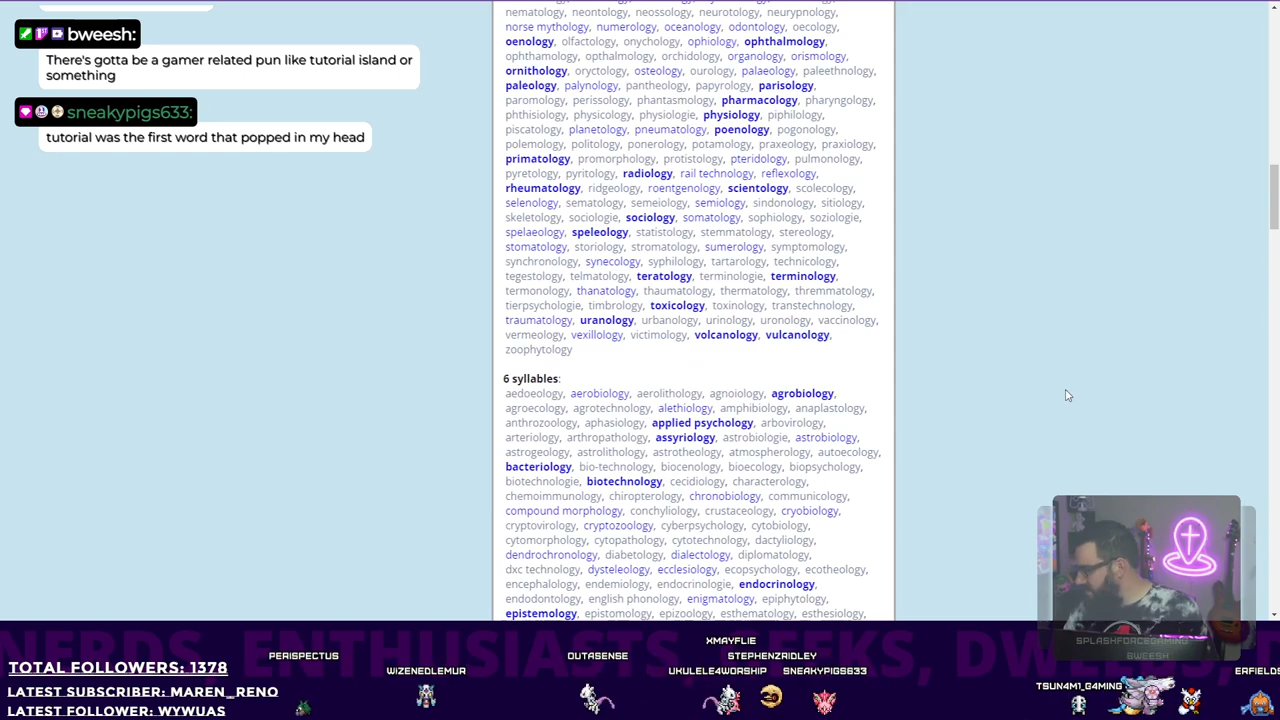 bweesh:
There's gotta be a gamer related pun like tutorial island or
something
sneakypigs633:
tutorial was the first word that popped in my head
nematology, neontology, neossology, neurotology, neurypnology,
norse mythology, numerology, oceanology, odontology, oecology,
oenology, olfactology, onychology, ophiology, ophthalmology,
ophthamology, opthalmology, orchidology, organology, orismology,
ornithology, oryctology, osteology, ourology, palaeology, paleethnology,
paleology, palynology, pantheology, papyrology, parisology,
paromology, perissology, phantasmology, pharmacology, pharyngology,
phthisiology, physicology, physiologie, physiology, piphilology,
piscatology, planetology, pneumatology, poenology, pogonology,
polemology, politology, ponerology, potamology, praxeology, praxiology,
primatology, promorphology, protistology, pteridology, pulmonology,
pyretology, pyritology, radiology, rail technology, reflexology,
rheumatology, ridgeology, roentgenology, scientology, scolecology,
selenology, sematology, semeiology, semiology, sindonology, sitiology,
skeletology, sociologie, sociology, somatology, sophiology, soziologie,
spelaeology, speleology, statistology, stemmatology, stereology,
stomatology, storiology, stromatology, sumerology, symptomology,
synchronology, synecology, syphilology, tartarology, technicology,
tegestology, telmatology, teratology, terminologie, terminology,
termonology, thanatology, thaumatology, thermatology, thremmatology,
tierpsychologie, timbrology, toxicology, toxinology, transtechnology,
traumatology, uranology, urbanology, urinology, uronology, vaccinology,
vermeology, vexillology, victimology, volcanology, vulcanology,
zoophytology
6 syllables:
aedoeology, aerobiology, aerolithology, agnoiology, agrobiology,
agroecology, agrotechnology, alethiology, amphibiology, anaplastology,
anthrozoology, aphasiology, applied psychology, arbovirology,
arteriology, arthropathology, assyriology, astrobiologie, astrobiology,
astrogeology, astrolithology, astrotheology, atmospherology, autoecology,
bacteriology, bio-technology, biocenology, bioecology, biopsychology,
biotechnologie, biotechnology, cecidiology, characterology,
chemoimmunology, chiropterology, chronobiology, communicology,
compound morphology, conchyliology, crustaceology, cryobiology,
cryptovirology, cryptozoology, cyberpsychology, cytobiology,
cytomorphology, cytopathology, cytotechnology, dactyliology,
dendrochronology, diabetology, dialectology, diplomatology,
dxc technology, dysteleology, ecclesiology, ecopsychology, ecotheology,
encephalology, endemiology, endocrinologie, endocrinology,
endodontology, english phonology, enigmatology, epiphytology,
epistemology, epistomology, epizoology, esthematology, esthesiology,
NERDS, ENTHUSIASTS,
TOTAL FOLLOWERS: 1378
LATEST SUBSCRIBER: MAREN_RENO
LATEST FOLLOWER: WYWUAS
PERISPECTUS
WIZENEDLEMUR
OUTASENSE
XMAYFLIE
STEPHENZRIDLEY
UKULELE4WORSHIP
SNEAKYPIGS633
SPLASHFORCEGAMING
BWEESH
TSUN4M1_G4MING
ERFIELDS